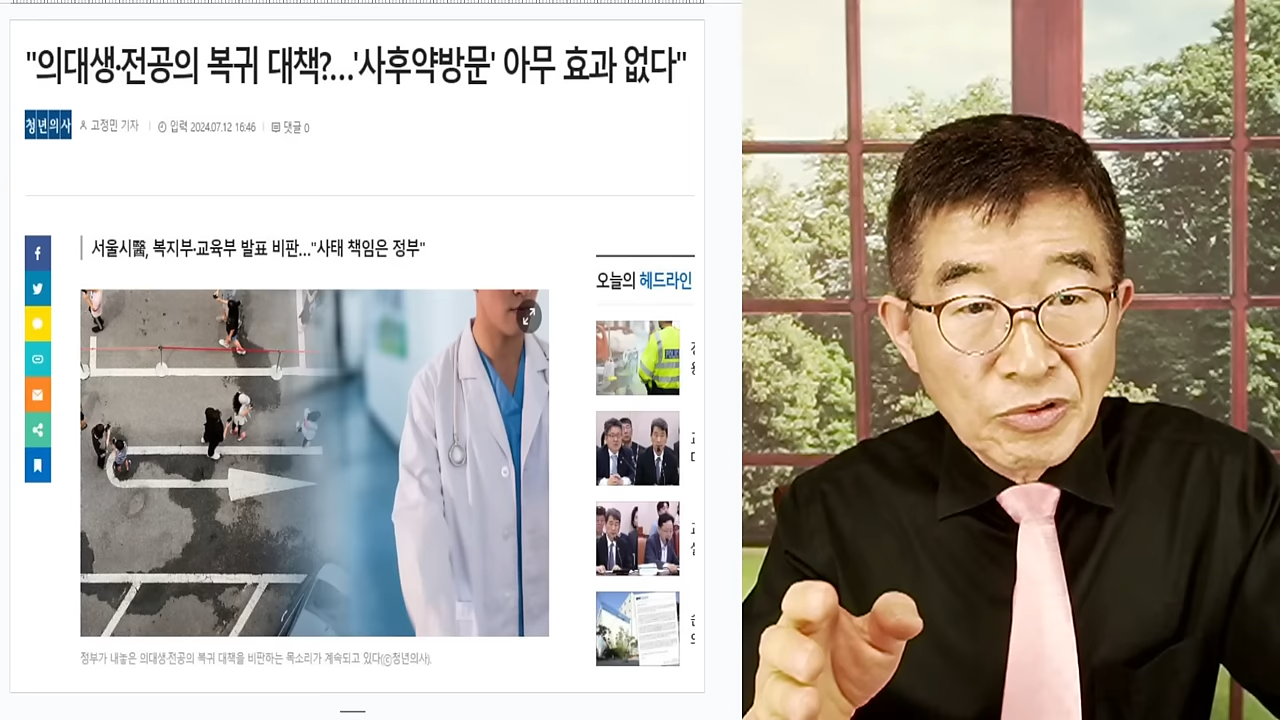 "의대생·전공의 복귀 대책?...'사후약방문' 아무 효과 없다"
청년의사 고정민 기자 입력 2024.07.12 16:46 댓글 0
서울시醫, 복지부·교육부 발표 비판..."사태 책임은 정부"
오늘의 헤드라인
POLICE
정부가 내놓은 의대생·전공의 복귀 대책을 비판하는 목소리가 계속되고 있다(ⓒ청년의사).